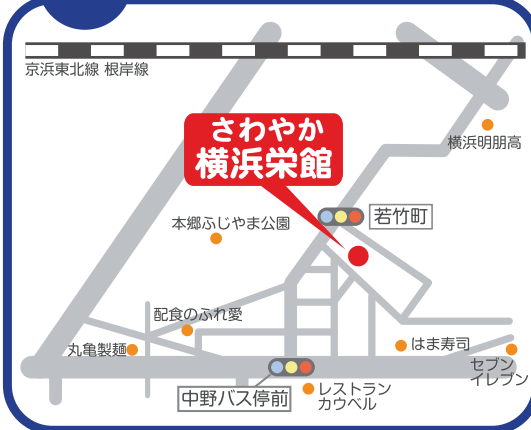 京浜東北線 根岸線
横浜明朋高
さわやか
横浜栄館
若竹町
本郷ふじやま公園
配食のふれ愛
丸亀製麺
はま寿司
セブン
イレブン
中野バス停前
レストラン
カウベル